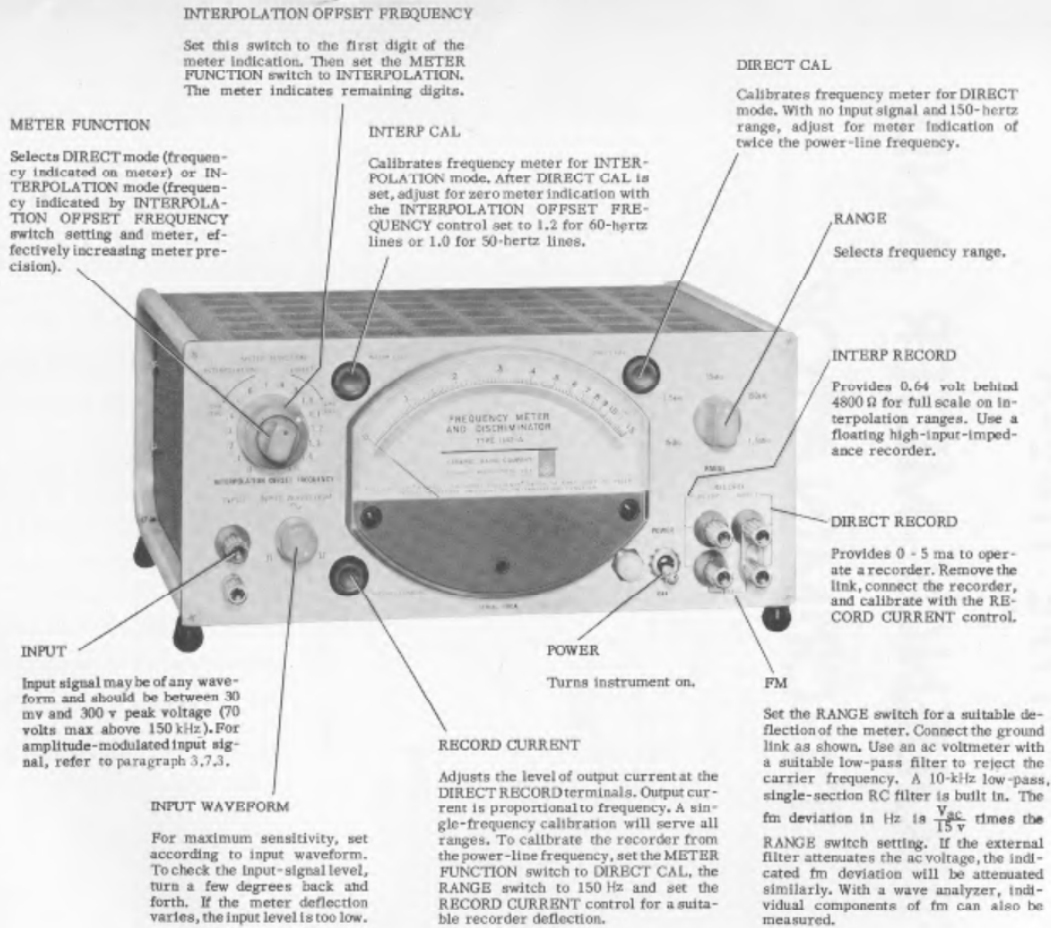 INTERPOLATION OFFSET FREQUENCY
Set this switch to the first digit of the
meter indication. Then set the METER
FUNCTION switch to INTERPOLATION.
The meter indicates remaining digits.
METER FUNCTION
Selects DIRECT mode (frequen-
cy indicated on meter) or IN-
TERPOLATION mode (frequen-
cy indicated by INTERPOLA-
TION OFFSET FREQUENCY
switch setting and meter, ef-
fectively increasing meter pre-
cision).
INTERP CAL
Calibrates frequency meter for INTER-
POLATION mode. After DIRECT CAL is
set, adjust for zero meter indication with
the INTERPOLATION OFFSET FRE-
QUENCY control set to 1.2 for 60-hertz
lines or 1.0 for 50-hertz lines.
DIRECT CAL
Calibrates frequency meter for DIRECT
mode. With no input signal and 150-hertz
range, adjust for meter indication of
twice the power-line frequency.
RANGE
Selects frequency range.
INTERP RECORD
Provides 0.64 volt behind
4800 Ω for full scale on in-
terpolation ranges. Use a
floating high-input-imped-
ance recorder.
DIRECT RECORD
Provides 0 - 5 ma to oper-
ate a recorder. Remove the
link, connect the recorder,
and calibrate with the RE-
CORD CURRENT control.
FREQUENCY METER
AND DISCRIMINATOR
INTERPOLATION OFFSET FREQUENCY
POWER
INPUT
Input signal may be of any wave-
form and should be between 30
mv and 300 v peak voltage (70
volts max above 150 kHz). For
amplitude-modulated input sig-
nal, refer to paragraph 3.7.3.
INPUT WAVEFORM
For maximum sensitivity, set
according to input waveform.
To check the input-signal level,
turn a few degrees back and
forth. If the meter deflection
varies, the input level is too low.
RECORD CURRENT
Adjusts the level of output current at the
DIRECT RECORD terminals. Output cur-
rent is proportional to frequency. A sin-
gle-frequency calibration will serve all
ranges. To calibrate the recorder from
the power-line frequency, set the METER
FUNCTION switch to DIRECT CAL, the
RANGE switch to 150 Hz and set the
RECORD CURRENT control for a suita-
ble recorder deflection.
POWER
Turns instrument on.
FM
Set the RANGE switch for a suitable de-
flection of the meter. Connect the ground
link as shown. Use an ac voltmeter with
a suitable low-pass filter to reject the
carrier frequency. A 10-kHz low-pass,
single-section RC filter is built in. The
fm deviation in Hz is Vac/15 v times the
RANGE switch setting. If the external
filter attenuates the ac voltage, the indi-
cated fm deviation will be attenuated
similarly. With a wave analyzer, indi-
vidual components of fm can also be
measured.